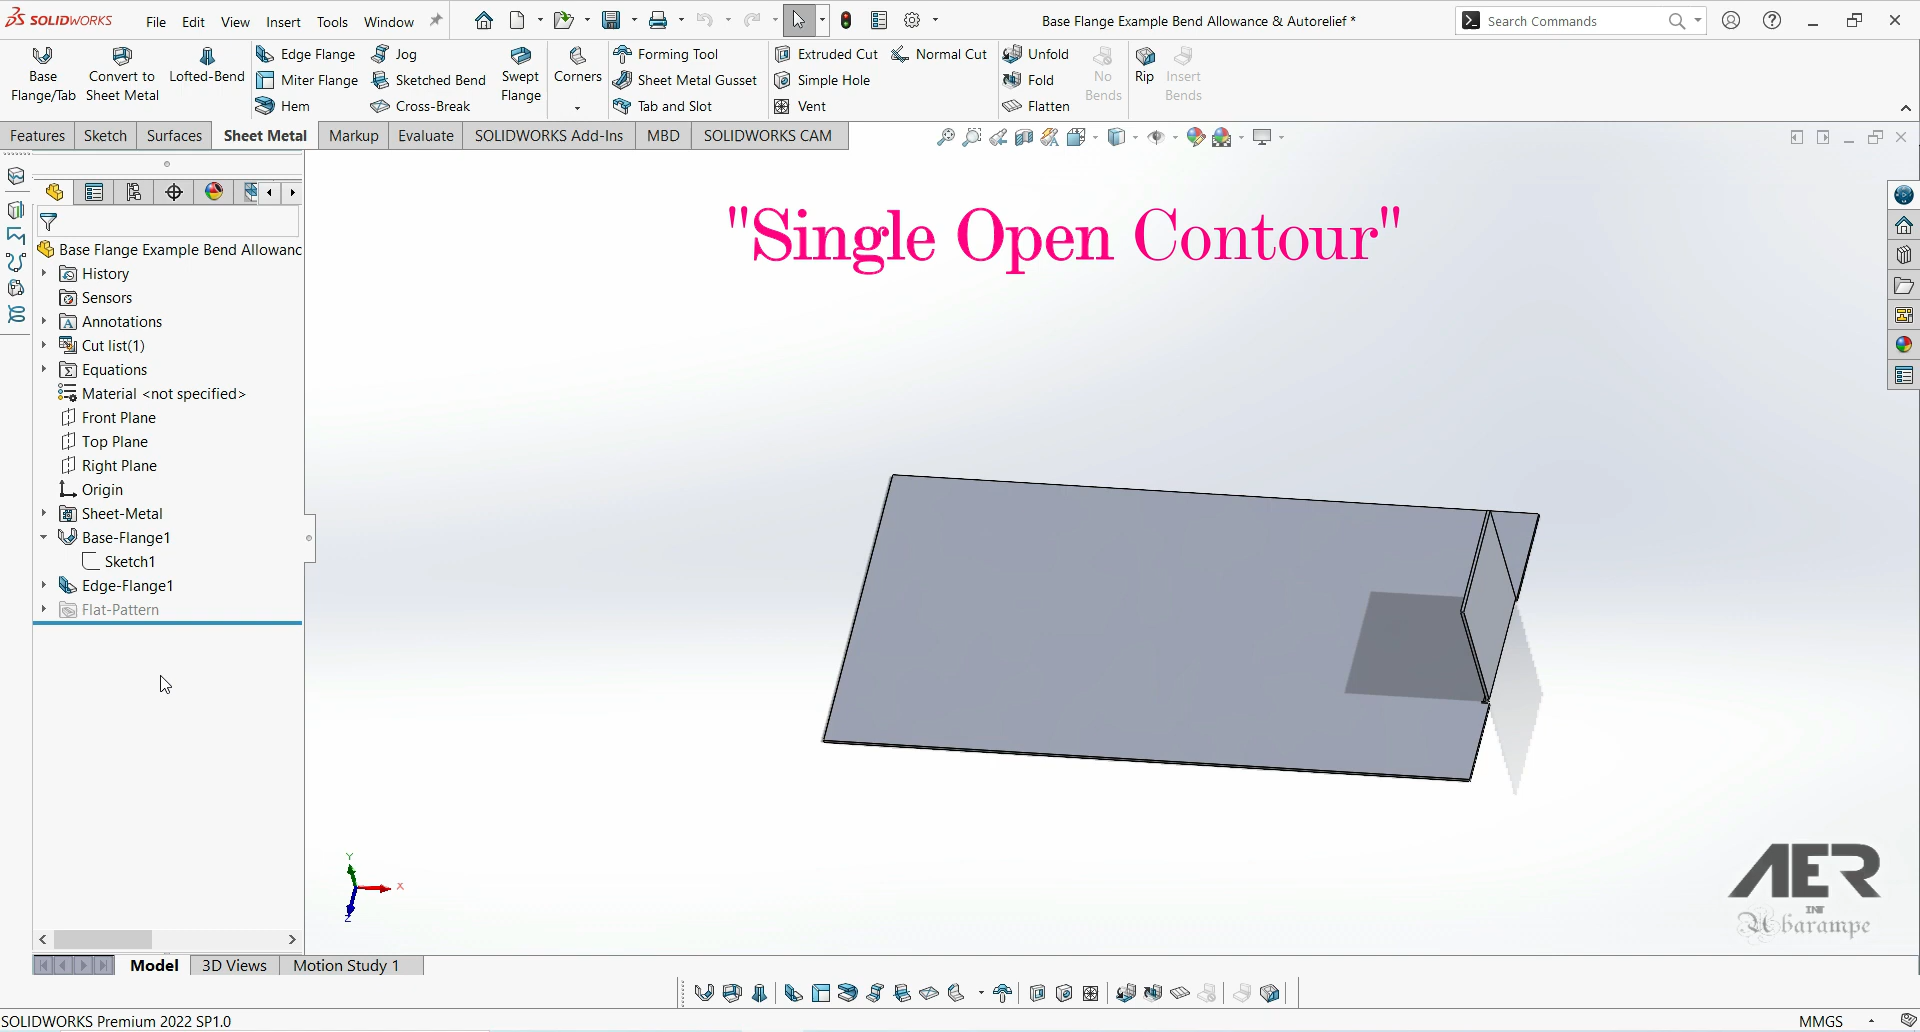 SOLIDWORKS File Edit View Insert Tools Window
Base Flange Example Bend Allowance & Autorelief *
Search Commands
Base Flange/Tab
Convert to Sheet Metal
Lofted-Bend
Edge Flange
Miter Flange
Hem
Jog
Sketched Bend
Cross-Break
Swept Flange
Corners
Forming Tool
Sheet Metal Gusset
Tab and Slot
Extruded Cut
Simple Hole
Vent
Normal Cut
Unfold
Fold
Flatten
No Bends
Rip
Insert Bends
Features Sketch Surfaces Sheet Metal Markup Evaluate SOLIDWORKS Add-Ins MBD SOLIDWORKS CAM
"Single Open Contour"
Base Flange Example Bend Allowanc
History
Sensors
Annotations
Cut list(1)
Equations
Material <not specified>
Front Plane
Top Plane
Right Plane
Origin
Sheet-Metal
Base-Flange1
Sketch1
Edge-Flange1
Flat-Pattern
Y
X
Z
AER
INT
Model 3D Views Motion Study 1
SOLIDWORKS Premium 2022 SP1.0
MMGS